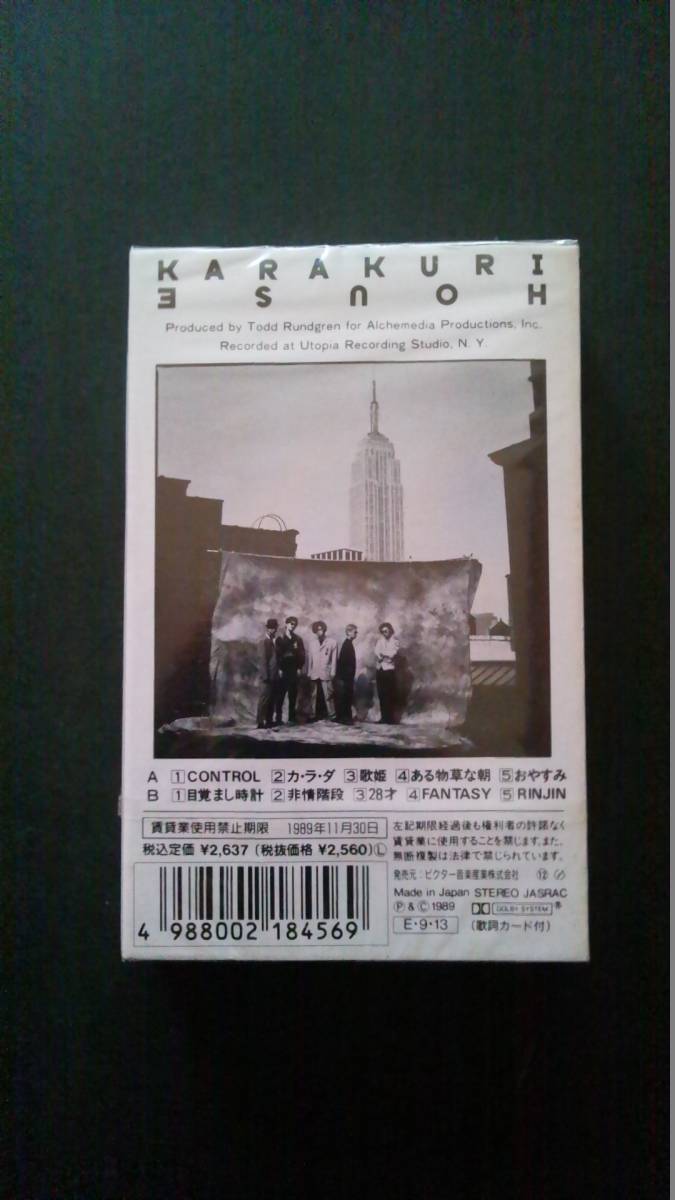 KARAKURI
HOUSE
Produced by Todd Rundgren for Alchemedia Productions, Inc.
Recorded at Utopia Recording Studio, N. Y.
A 1 CONTROL 2 カ・ラ・ダ 3 歌姫 4 ある物草な朝 5 おやすみ
B 1 目覚まし時計 2 非情階段 3 28才 4 FANTASY 5 RINJIN
賃貸業使用禁止期限 1989年11月30日
税込定価 ¥2,637 (税抜価格 ¥2,560) Ⓛ
4 988002 184569
左記期限経過後も権利者の許諾なく
賃貸業に使用することを禁じます。また、
無断複製は法律で禁じられています。
発売元：ビクター音楽産業株式会社 ⑫
Made in Japan STEREO JASRAC
Ⓟ & Ⓒ 1989 DOLBY SYSTEM ®
E・9・13 (歌詞カード付)